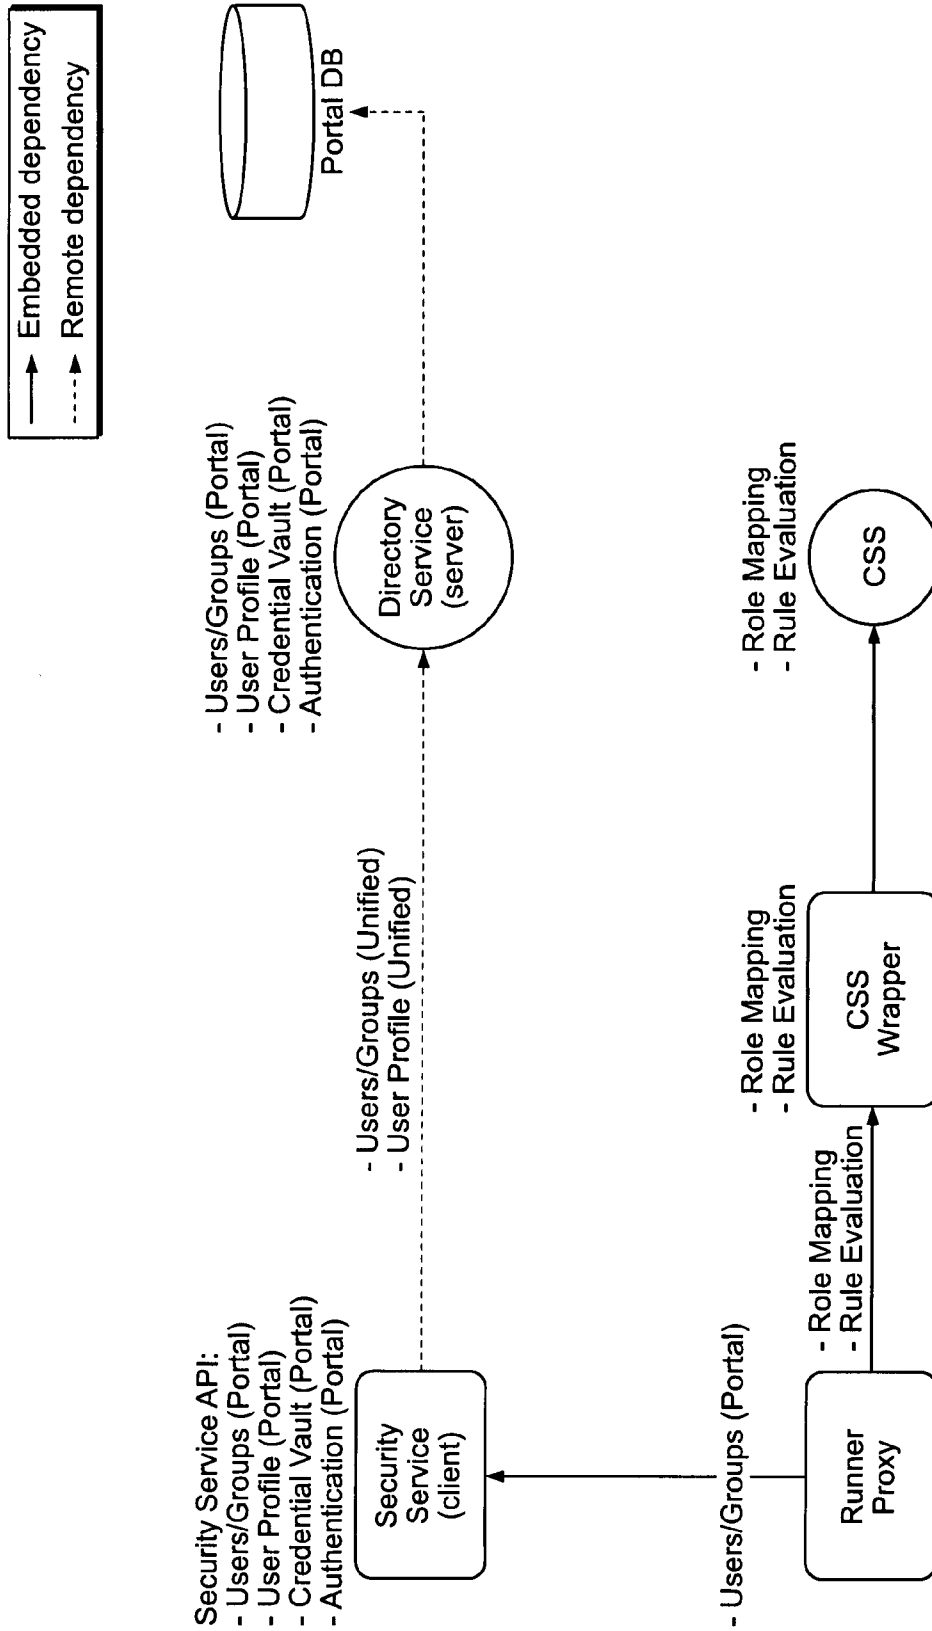 Embedded dependency
Remote dependency
Security Service API:
- Users/Groups (Portal)
- User Profile (Portal)
- Credential Vault (Portal)
- Authentication (Portal)
Security
Service
(client)
- Users/Groups (Unified)
- User Profile (Unified)
- Users/Groups (Portal)
- User Profile (Portal)
- Credential Vault (Portal)
- Authentication (Portal)
Directory
Service
(server)
Portal DB
- Users/Groups (Portal)
Runner
Proxy
- Role Mapping
- Rule Evaluation
- Role Mapping
- Rule Evaluation
CSS
Wrapper
- Role Mapping
- Rule Evaluation
CSS